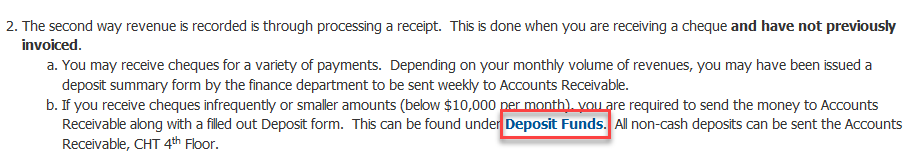 2. The second way revenue is recorded is through processing a receipt.  This is done when you are receiving a cheque and have not previously
invoiced.
a. You may receive cheques for a variety of payments.  Depending on your monthly volume of revenues, you may have been issued a
deposit summary form by the finance department to be sent weekly to Accounts Receivable.
b. If you receive cheques infrequently or smaller amounts (below $10,000 per month), you are required to send the money to Accounts
Receivable along with a filled out Deposit form.  This can be found under Deposit Funds.  All non-cash deposits can be sent the Accounts
Receivable, CHT 4th Floor.